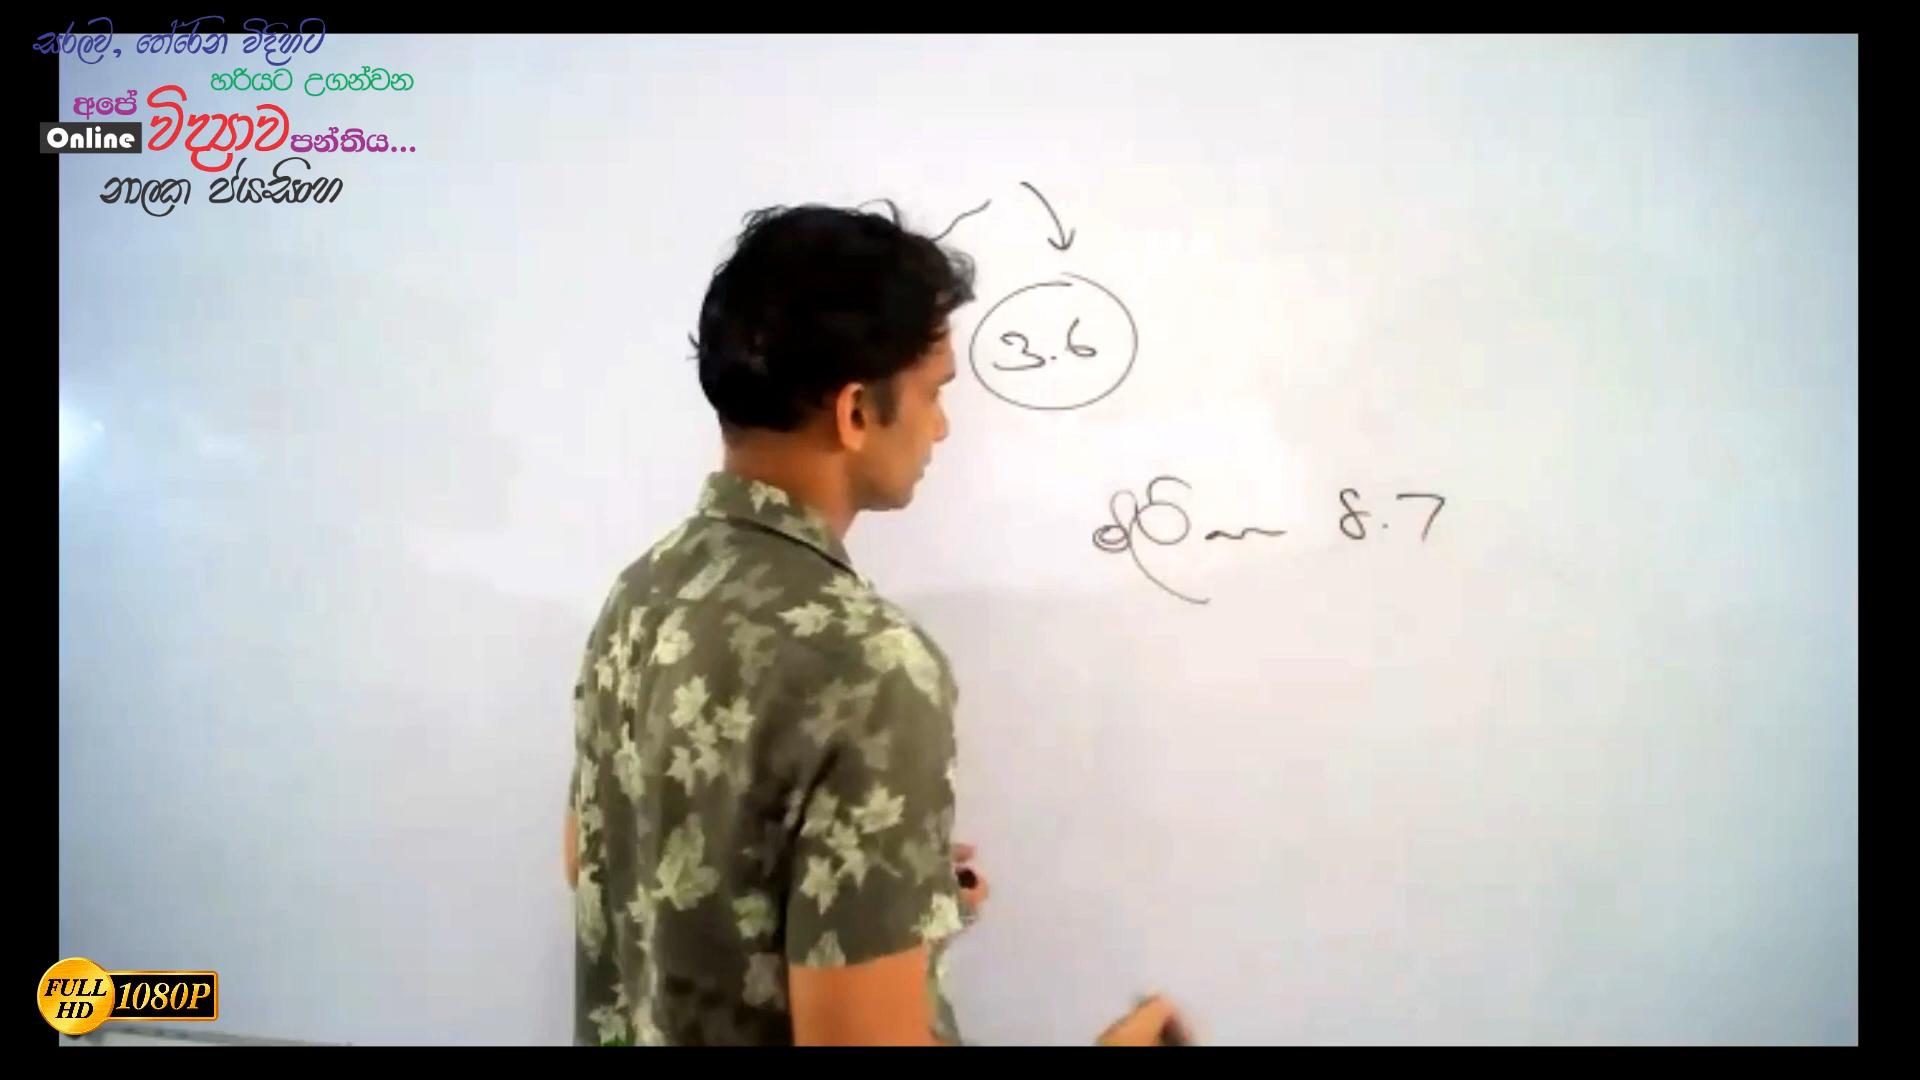 සරලව, තේරෙන විදිහට
හරියට උගන්වන
අපේ
Online විද්‍යාව පන්තිය...
නාලක ජයසිංහ
3.6
8.7
FULL HD 1080P